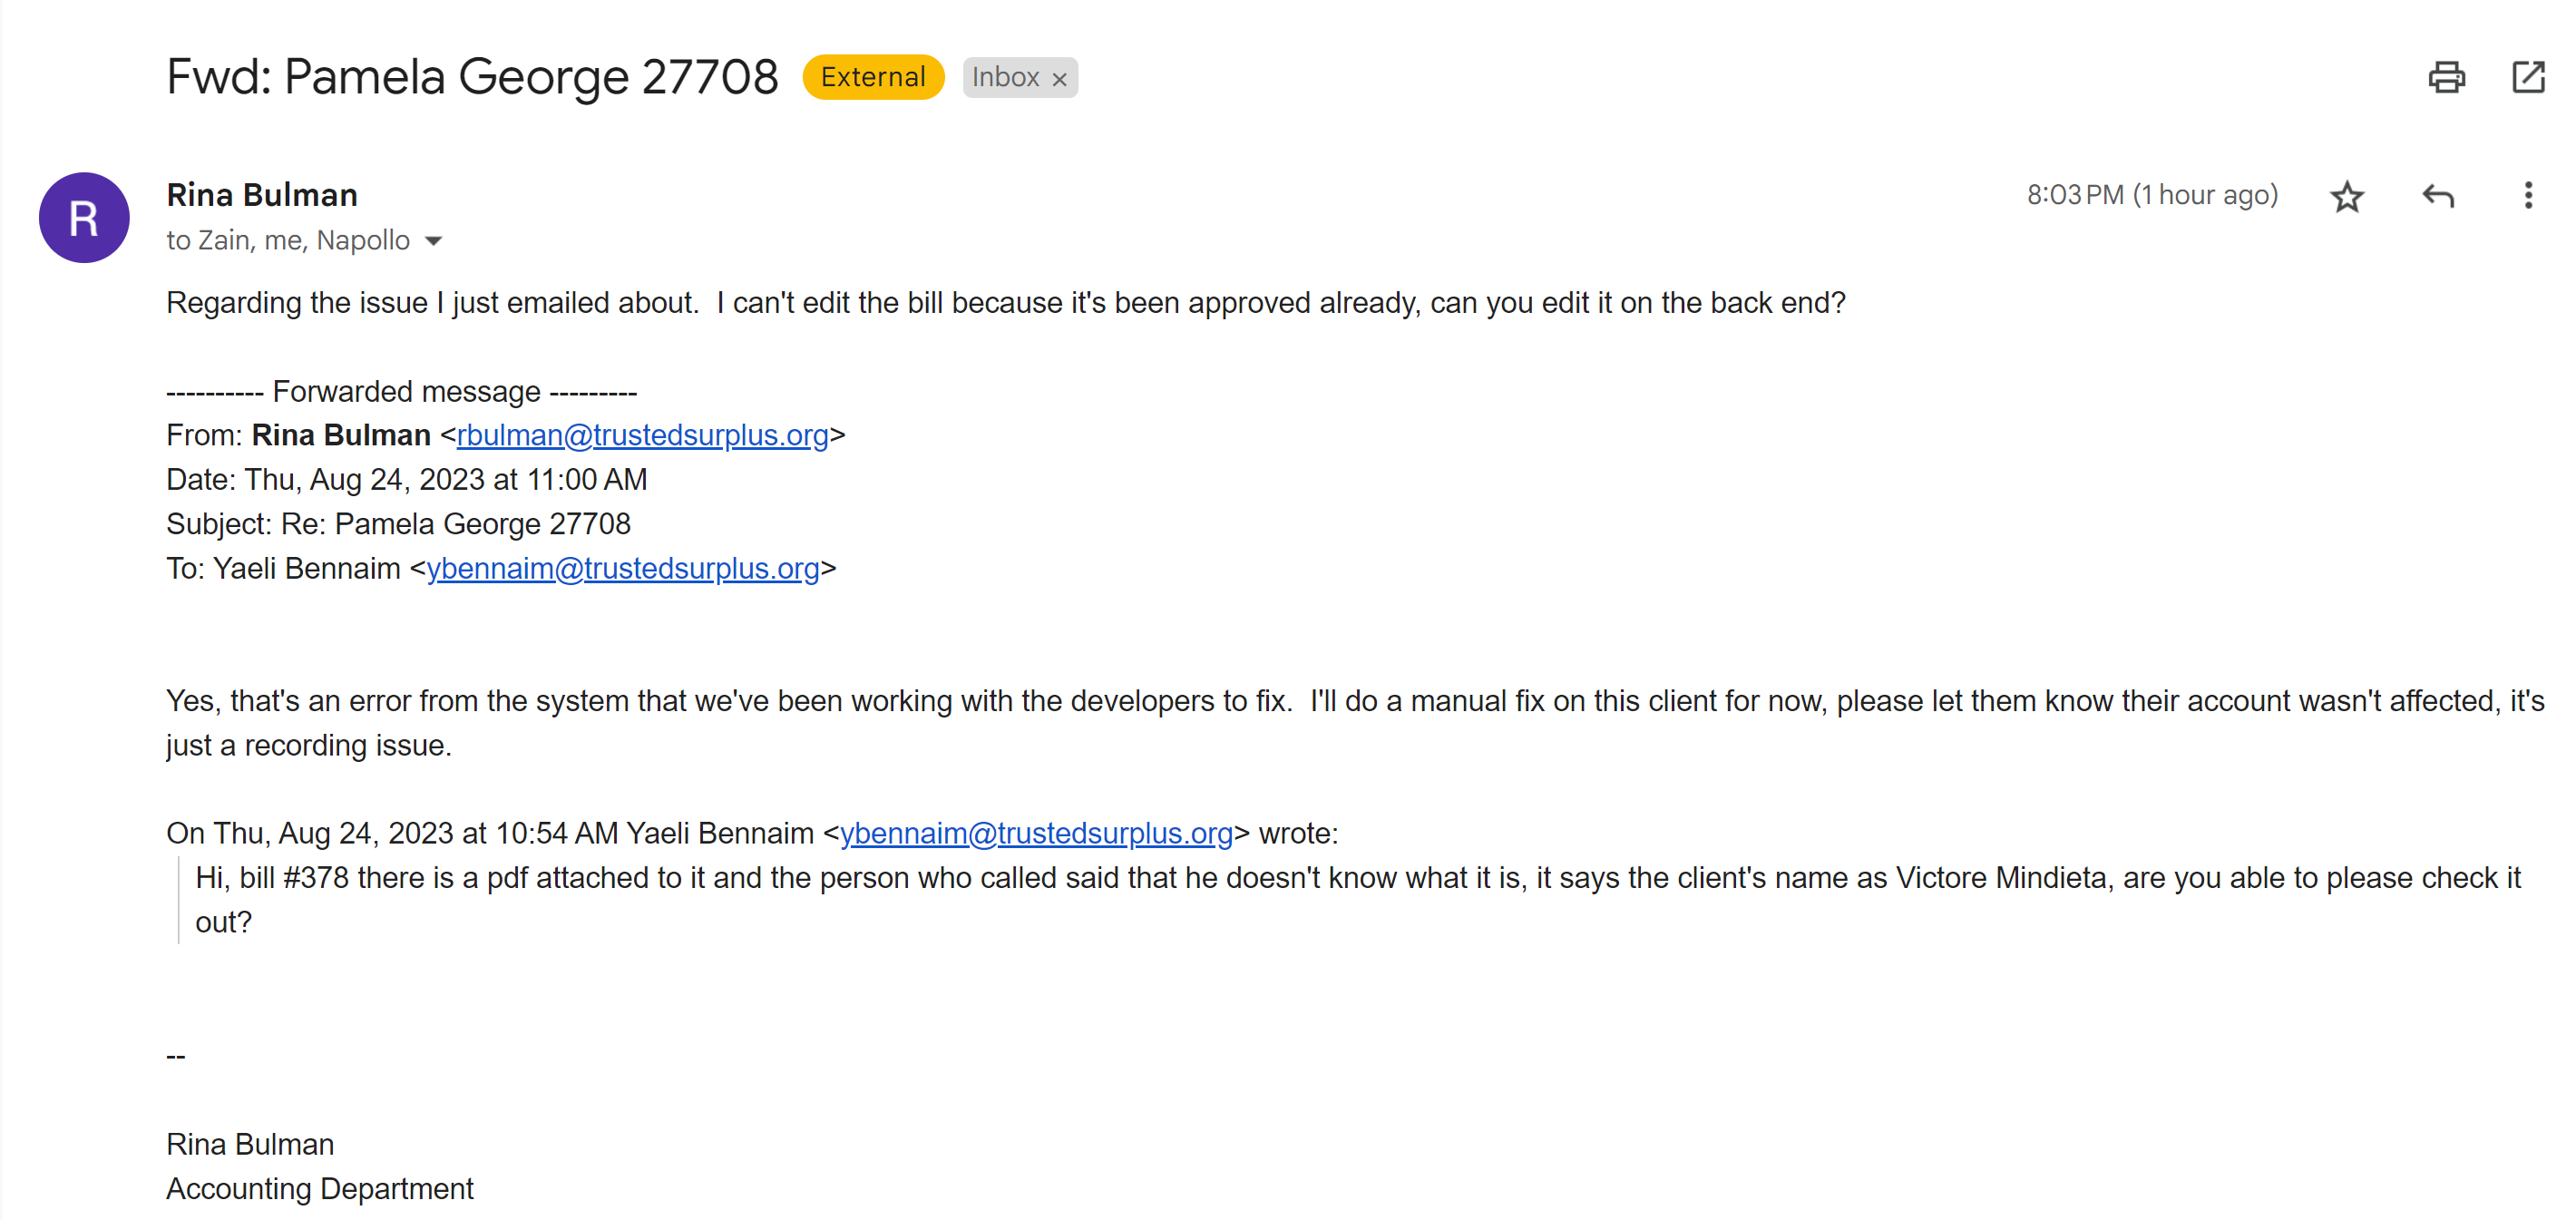 Fwd: Pamela George 27708 External Inbox ×
R
Rina Bulman 8:03 PM (1 hour ago)
to Zain, me, Napollo
Regarding the issue I just emailed about.  I can't edit the bill because it's been approved already, can you edit it on the back end?
---------- Forwarded message ---------
From: Rina Bulman <rbulman@trustedsurplus.org>
Date: Thu, Aug 24, 2023 at 11:00 AM
Subject: Re: Pamela George 27708
To: Yaeli Bennaim <ybennaim@trustedsurplus.org>
Yes, that's an error from the system that we've been working with the developers to fix.  I'll do a manual fix on this client for now, please let them know their account wasn't affected, it's
just a recording issue.
On Thu, Aug 24, 2023 at 10:54 AM Yaeli Bennaim <ybennaim@trustedsurplus.org> wrote:
Hi, bill #378 there is a pdf attached to it and the person who called said that he doesn't know what it is, it says the client's name as Victore Mindieta, are you able to please check it
out?
--
Rina Bulman
Accounting Department